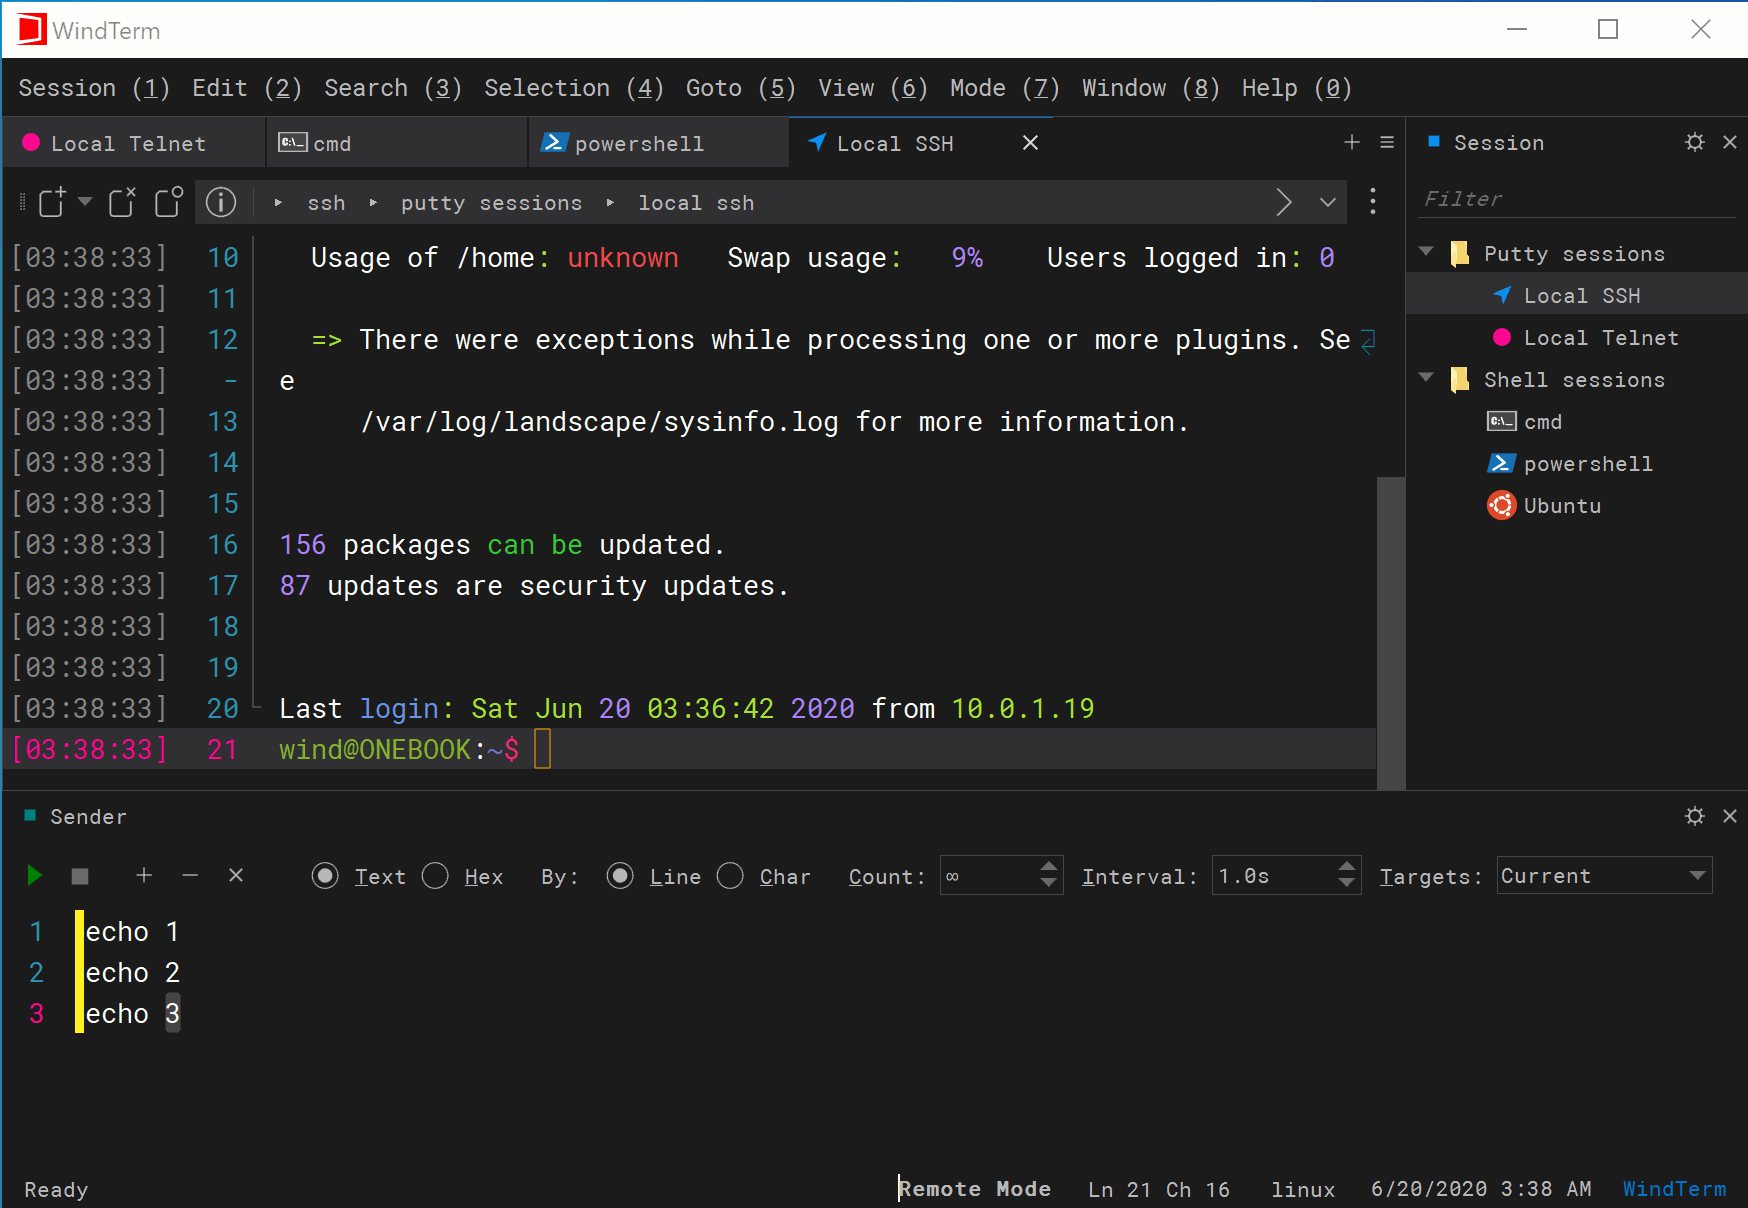 WindTerm
Session (1) Edit (2) Search (3) Selection (4) Goto (5) View (6) Mode (7) Window (8) Help (0)
Local Telnet cmd powershell Local SSH
Session
ssh putty sessions local ssh
Filter
[03:38:33] 10 Usage of /home: unknown Swap usage: 9% Users logged in: 0
[03:38:33] 11
[03:38:33] 12 => There were exceptions while processing one or more plugins. Se
[03:38:33] - e
[03:38:33] 13 /var/log/landscape/sysinfo.log for more information.
[03:38:33] 14
[03:38:33] 15
[03:38:33] 16 156 packages can be updated.
[03:38:33] 17 87 updates are security updates.
[03:38:33] 18
[03:38:33] 19
[03:38:33] 20 Last login: Sat Jun 20 03:36:42 2020 from 10.0.1.19
[03:38:33] 21 wind@ONEBOOK:~$
Putty sessions
Local SSH
Local Telnet
Shell sessions
cmd
powershell
Ubuntu
Sender
Text Hex By: Line Char Count: ∞ Interval: 1.0s Targets: Current
1 echo 1
2 echo 2
3 echo 3
Ready Remote Mode Ln 21 Ch 16 linux 6/20/2020 3:38 AM WindTerm